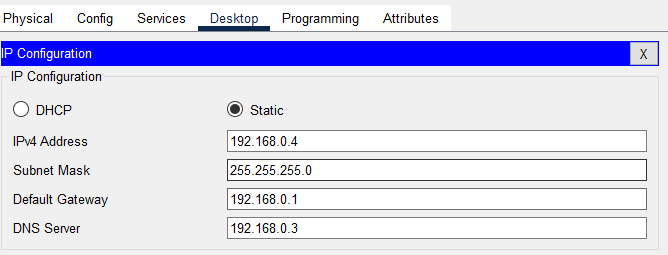 Physical Config Services Desktop Programming Attributes
IP Configuration X
IP Configuration
DHCP Static
IPv4 Address 192.168.0.4
Subnet Mask 255.255.255.0
Default Gateway 192.168.0.1
DNS Server 192.168.0.3